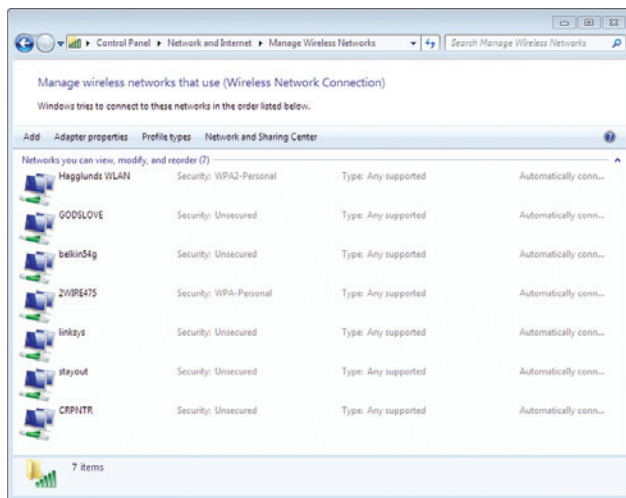 Control Panel ▸ Network and Internet ▸ Manage Wireless Networks
Search Manage Wireless Networks
Manage wireless networks that use (Wireless Network Connection)
Windows tries to connect to these networks in the order listed below.
Add Adapter properties Profile types Network and Sharing Center
Networks you can view, modify, and reorder (7)
Hagglunds WLAN Security: WPA2-Personal Type: Any supported Automatically conn...
GODSLOVE Security: Unsecured Type: Any supported Automatically conn...
belkin54g Security: Unsecured Type: Any supported Automatically conn...
2WIRE475 Security: WPA-Personal Type: Any supported Automatically conn...
linksys Security: Unsecured Type: Any supported Automatically conn...
stayout Security: Unsecured Type: Any supported Automatically conn...
CRPNTR Security: Unsecured Type: Any supported Automatically conn...
7 items